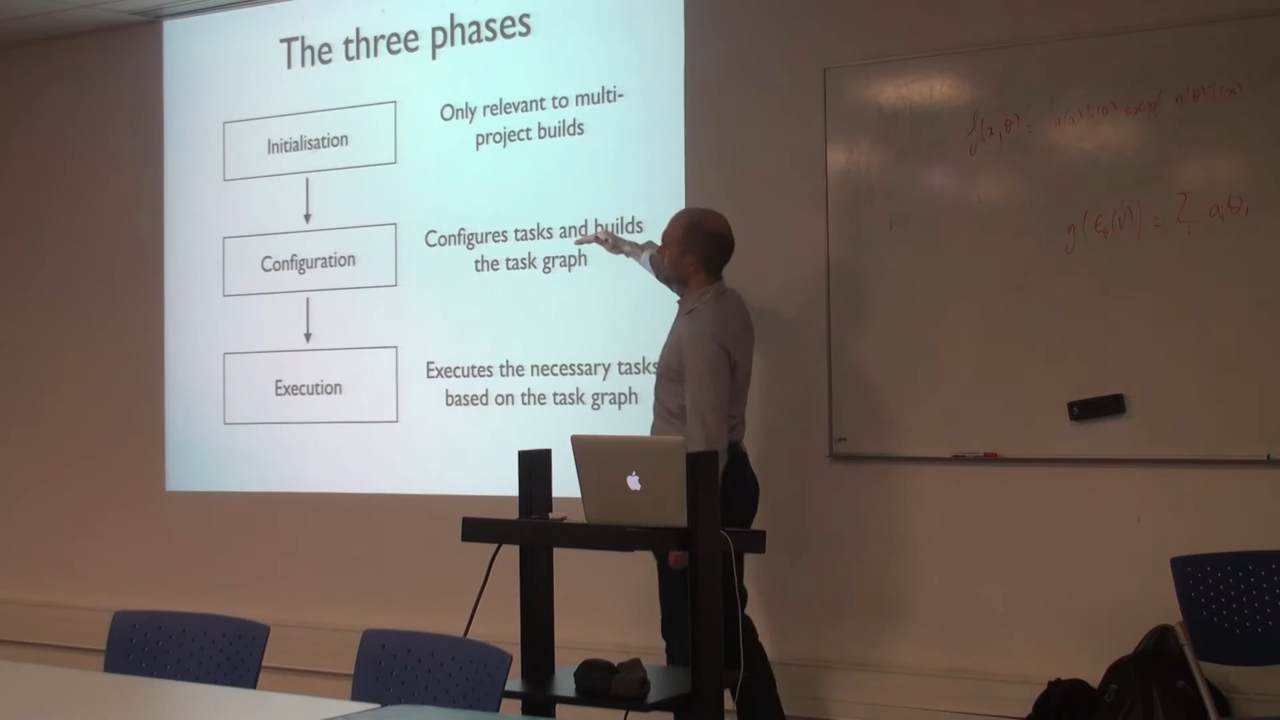 The three phases
Initialisation
Only relevant to multi-
project builds
Configuration
Configures tasks and builds
the task graph
Execution
Executes the necessary tasks
based on the task graph